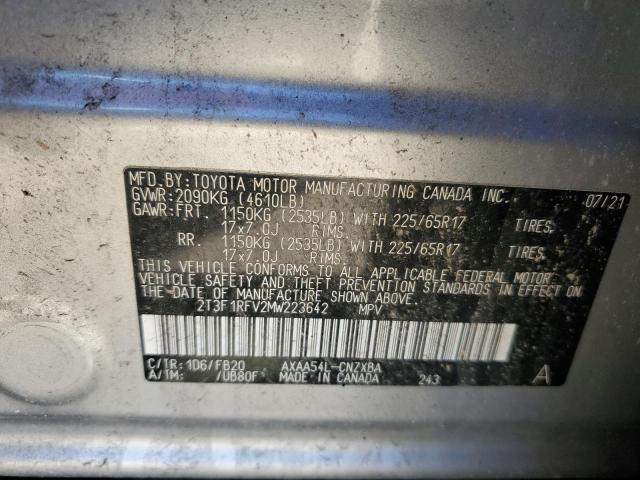 MFD.BY:TOYOTA MOTOR MANUFACTURING CANADA INC. 07/21
GVWR:2090KG (4610LB)
GAWR:FRT. 1150KG (2535LB) WITH 225/65R17 TIRES,
17x7.0J RIMS,
RR. 1150KG (2535LB) WITH 225/65R17 TIRES,
17x7.0J RIMS,
THIS VEHICLE CONFORMS TO ALL APPLICABLE FEDERAL MOTOR
VEHICLE SAFETY AND THEFT PREVENTION STANDARDS IN EFFECT ON
THE DATE OF MANUFACTURE SHOWN ABOVE.
2T3F1RFV2MW223642 MPV
C/TR:1D6/FB20 AXAA54L-CNZXBA
A/TM: /UB80F MADE IN CANADA 243 A